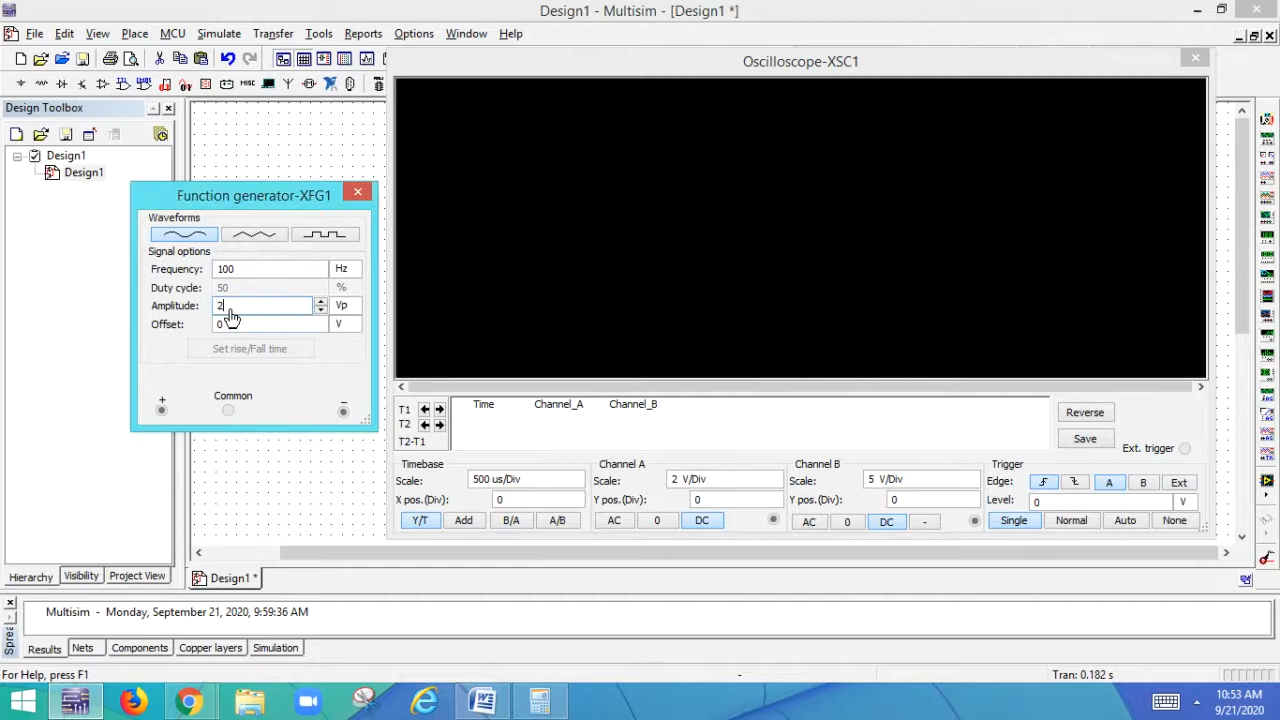 Design1 - Multisim - [Design1 *]
File Edit View Place MCU Simulate Transfer Tools Reports Options Window Help
Oscilloscope-XSC1
MISC
Design Toolbox
Design1
Design1
Function generator-XFG1
Waveforms
Signal options
Frequency: 100 Hz
Duty cycle: 50 %
Amplitude: 2 Vp
Offset: 0 V
Set rise/Fall time
+ Common −
Time Channel_A Channel_B
T1
T2
T2-T1
Reverse
Save
Ext. trigger
Timebase
Scale: 500 us/Div
X pos.(Div): 0
Y/T Add B/A A/B
Channel A
Scale: 2 V/Div
Y pos.(Div): 0
AC 0 DC
Channel B
Scale: 5 V/Div
Y pos.(Div): 0
AC 0 DC -
Trigger
Edge: A B Ext
Level: 0 V
Single Normal Auto None
Hierarchy Visibility Project View
Design1 *
Multisim - Monday, September 21, 2020, 9:59:36 AM
Spre
Results Nets Components Copper layers Simulation
For Help, press F1
- Tran: 0.182 s
10:53 AM
9/21/2020